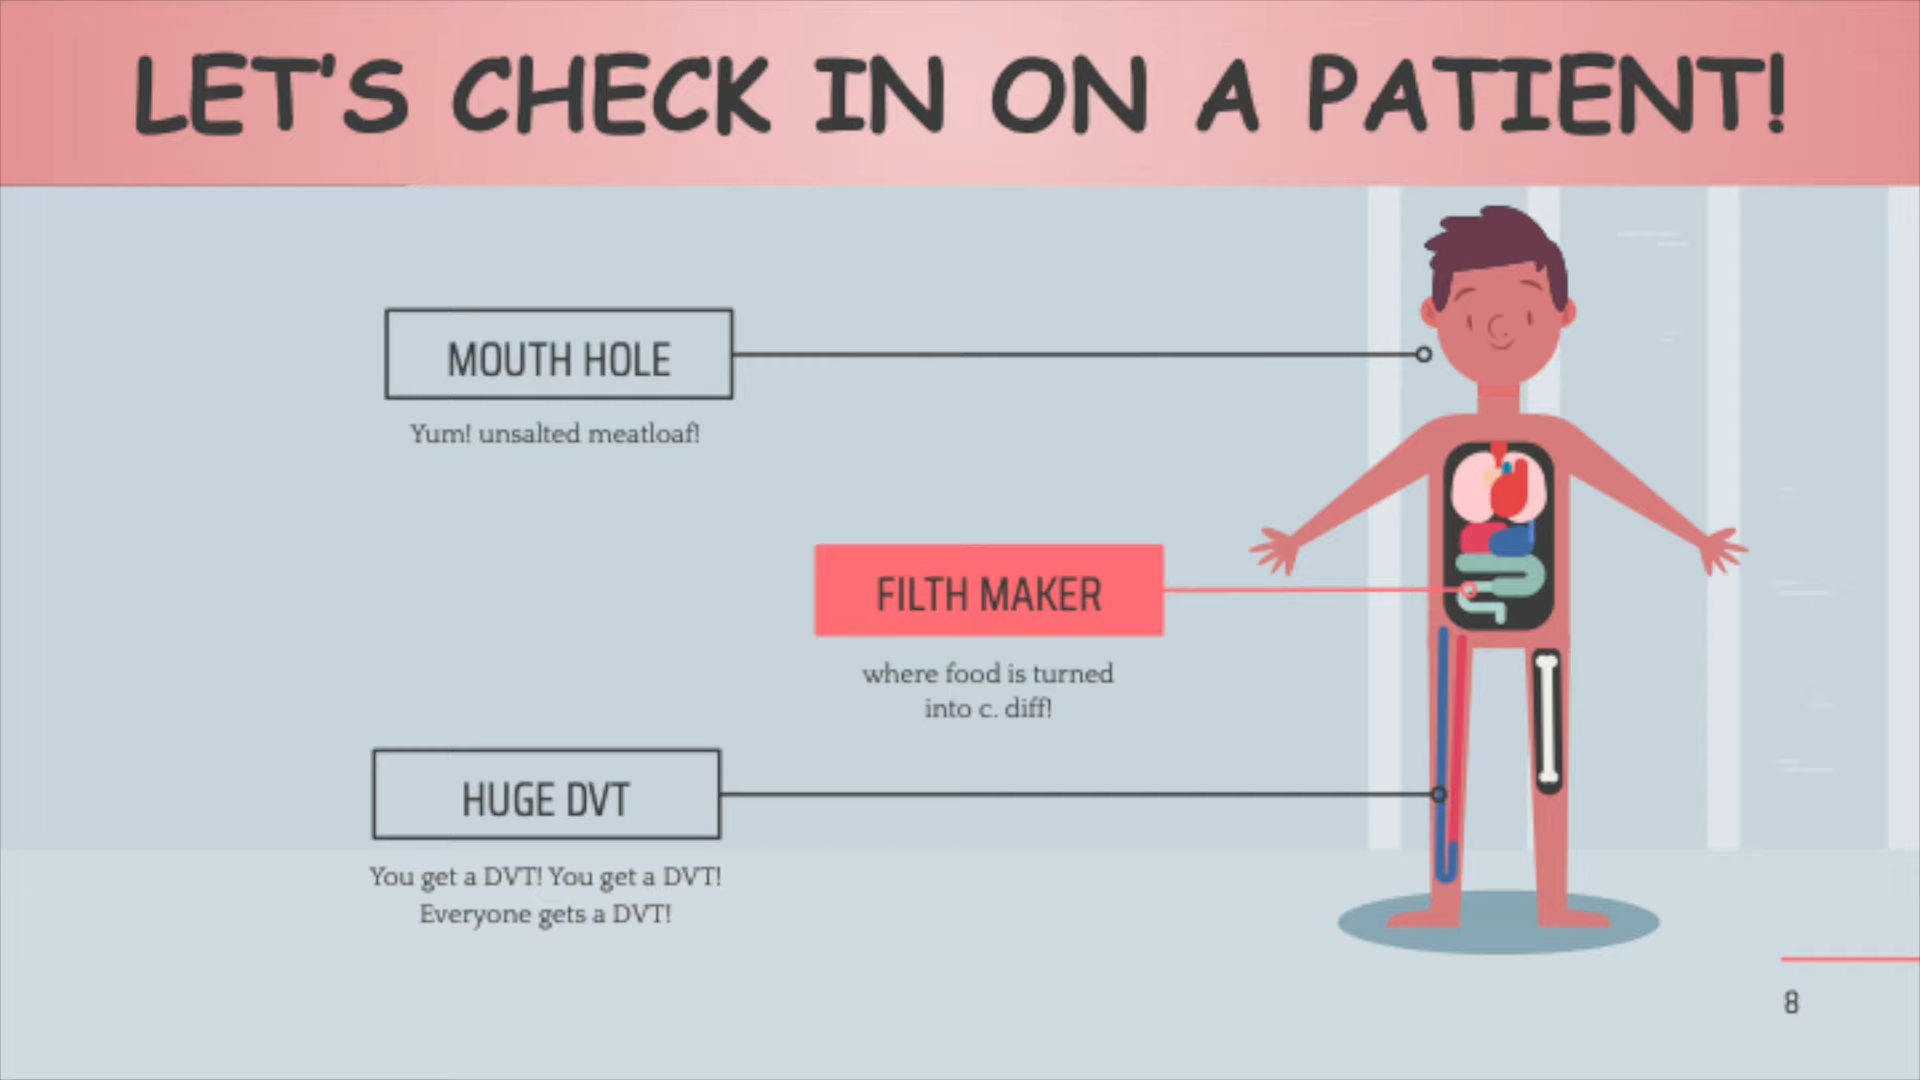 LET'S CHECK IN ON A PATIENT!
MOUTH HOLE
Yum! unsalted meatloaf!
FILTH MAKER
where food is turned
into c. diff!
HUGE DVT
You get a DVT! You get a DVT!
Everyone gets a DVT!
8